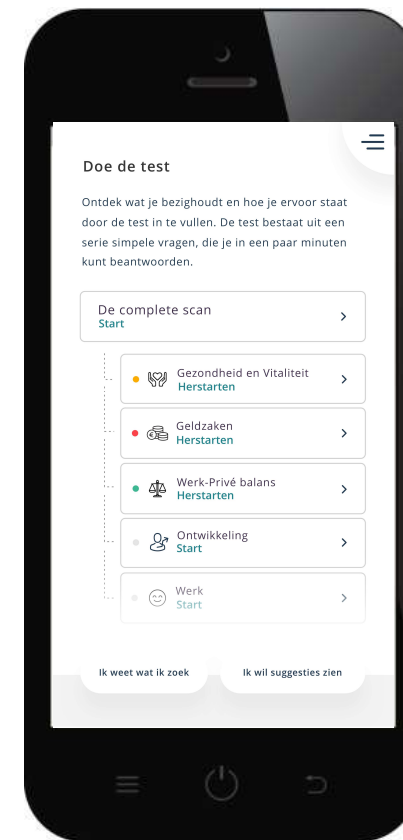 Doe de test
Ontdek wat je bezighoudt en hoe je ervoor staat
door de test in te vullen. De test bestaat uit een
serie simpele vragen, die je in een paar minuten
kunt beantwoorden.
De complete scan
Start
Gezondheid en Vitaliteit
Herstarten
Geldzaken
Herstarten
Werk-Privé balans
Herstarten
Ontwikkeling
Start
Werk
Start
Ik weet wat ik zoek
Ik wil suggesties zien